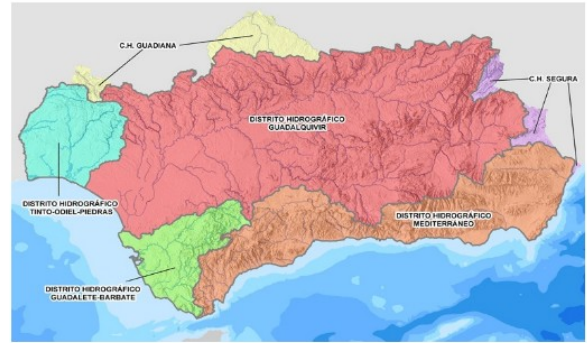 C.H. GUADIANA
C.H. SEGURA
DISTRITO HIDROGRÁFICO
GUADALQUIVIR
DISTRITO HIDROGRÁFICO
TINTO-ODIEL-PIEDRAS
DISTRITO HIDROGRÁFICO
MEDITERRÁNEO
DISTRITO HIDROGRÁFICO
GUADALETE-BARBATE